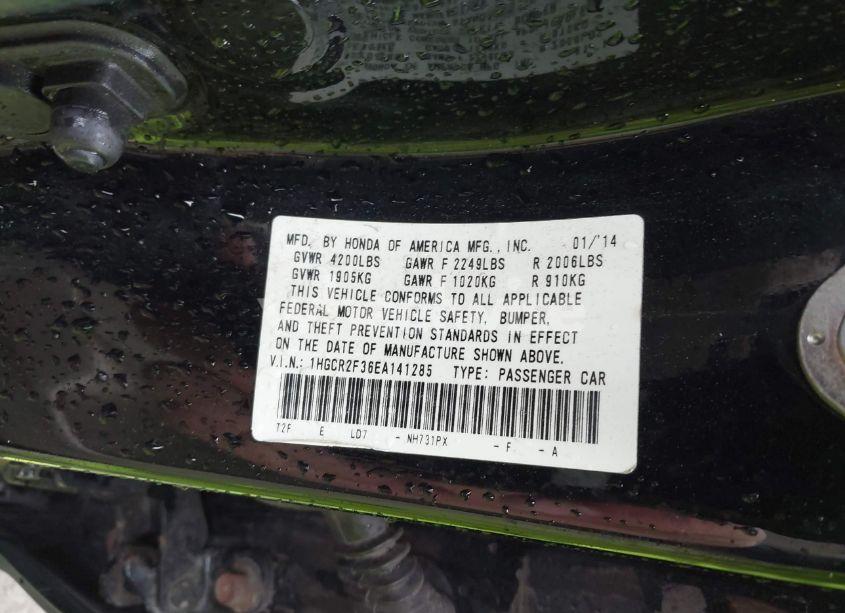 MFD. BY HONDA OF AMERICA MFG., INC. 01/'14
GVWR 4200LBS GAWR F 2249LBS R 2006LBS
GVWR 1905KG GAWR F 1020KG R 910KG
THIS VEHICLE CONFORMS TO ALL APPLICABLE
FEDERAL MOTOR VEHICLE SAFETY, BUMPER,
AND THEFT PREVENTION STANDARDS IN EFFECT
ON THE DATE OF MANUFACTURE SHOWN ABOVE.
V.I.N.: 1HGCR2F36EA141285 TYPE: PASSENGER CAR
T2F E LD7 - NH731PX - F - A